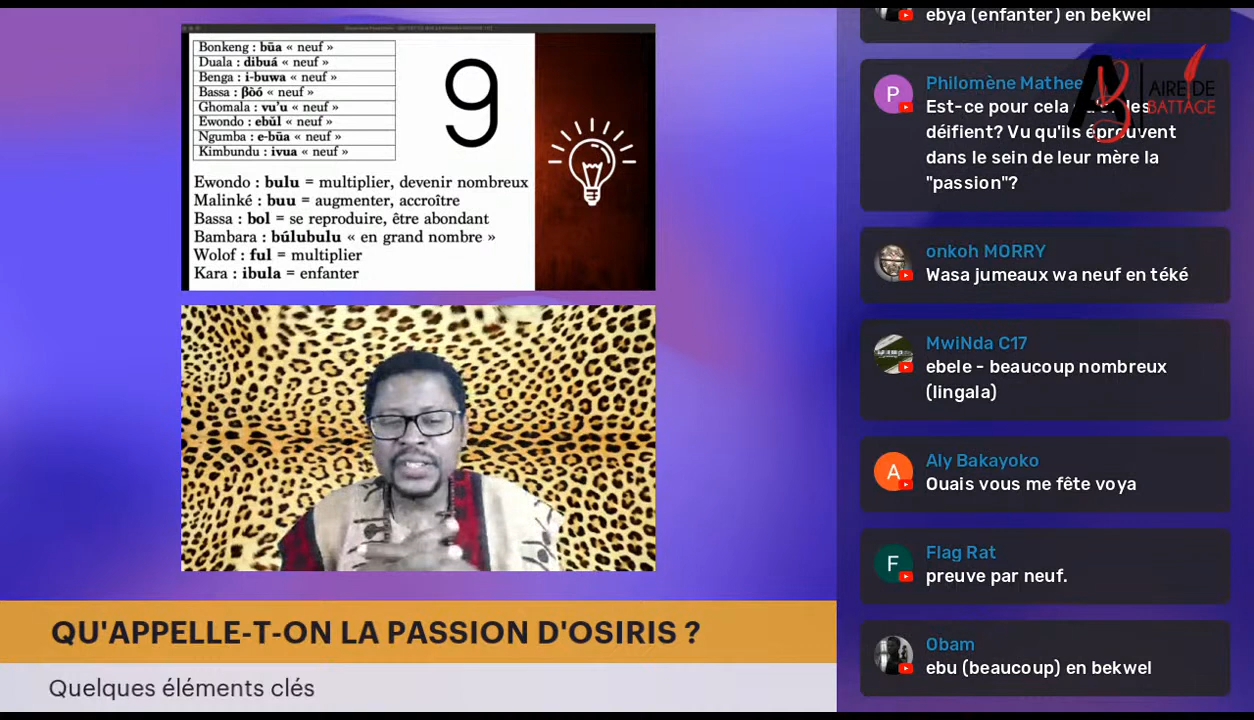 Bonkeng : būa « neuf »
Duala : dibuá « neuf »
Benga : i-buwa « neuf »
Bassa : βòó « neuf »
Ghomala : vu'u « neuf »
Ewondo : ebŭl « neuf »
Ngumba : e-būa « neuf »
Kimbundu : ivua « neuf »
9
Ewondo : bulu = multiplier, devenir nombreux
Malinké : buu = augmenter, accroître
Bassa : bol = se reproduire, être abondant
Bambara : búlubulu « en grand nombre »
Wolof : ful = multiplier
Kara : ibula = enfanter
QU'APPELLE-T-ON LA PASSION D'OSIRIS ?
Quelques éléments clés
ebya (enfanter) en bekwel
P
Philomène Mathee
Est-ce pour cela les
déifient? Vu qu'ils éprouvent
dans le sein de leur mère la
"passion"?
AIRE DE
BATTAGE
onkoh MORRY
Wasa jumeaux wa neuf en téké
MwiNda C17
ebele - beaucoup nombreux
(lingala)
A
Aly Bakayoko
Ouais vous me fête voya
F
Flag Rat
preuve par neuf.
Obam
ebu (beaucoup) en bekwel